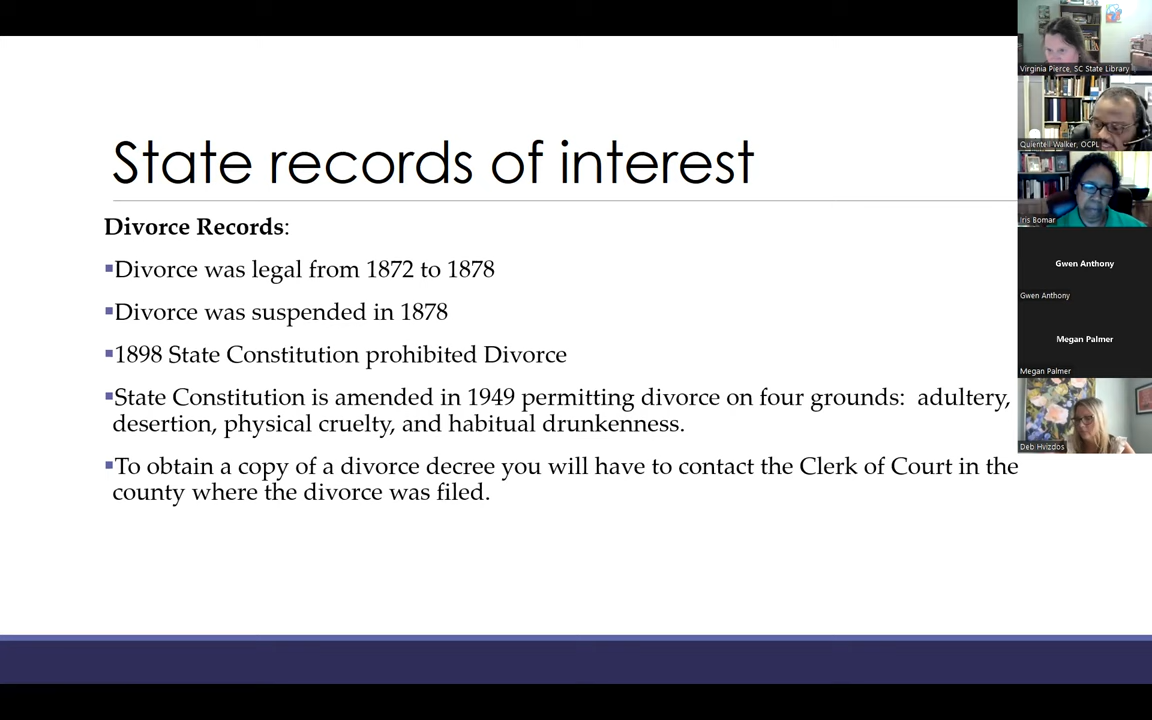 State records of interest
Divorce Records:
▪Divorce was legal from 1872 to 1878
▪Divorce was suspended in 1878
▪1898 State Constitution prohibited Divorce
▪State Constitution is amended in 1949 permitting divorce on four grounds:  adultery,
desertion, physical cruelty, and habitual drunkenness.
▪To obtain a copy of a divorce decree you will have to contact the Clerk of Court in the
county where the divorce was filed.
Virginia Pierce, SC State Library
Quientell Walker, OCPL
Iris Bomar
Gwen Anthony
Gwen Anthony
Megan Palmer
Megan Palmer
Deb Hvizdos